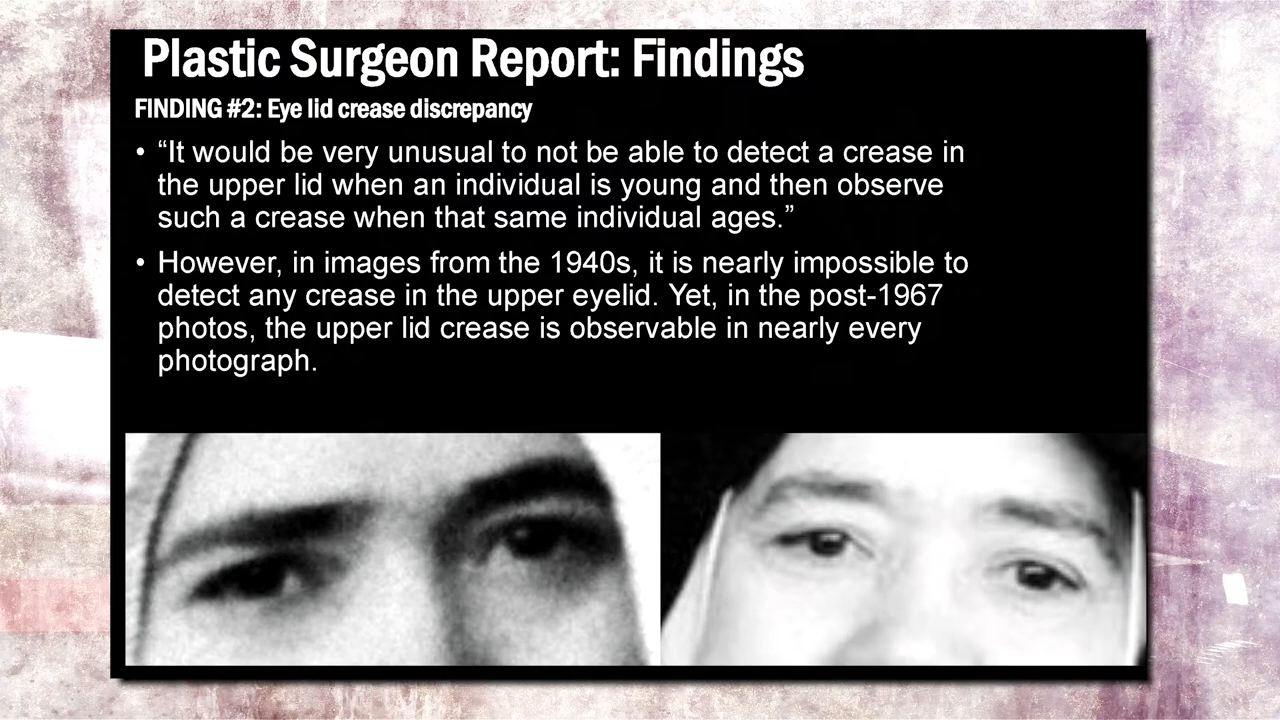 Plastic Surgeon Report: Findings
FINDING #2: Eye lid crease discrepancy
• “It would be very unusual to not be able to detect a crease in
the upper lid when an individual is young and then observe
such a crease when that same individual ages.”
• However, in images from the 1940s, it is nearly impossible to
detect any crease in the upper eyelid. Yet, in the post-1967
photos, the upper lid crease is observable in nearly every
photograph.